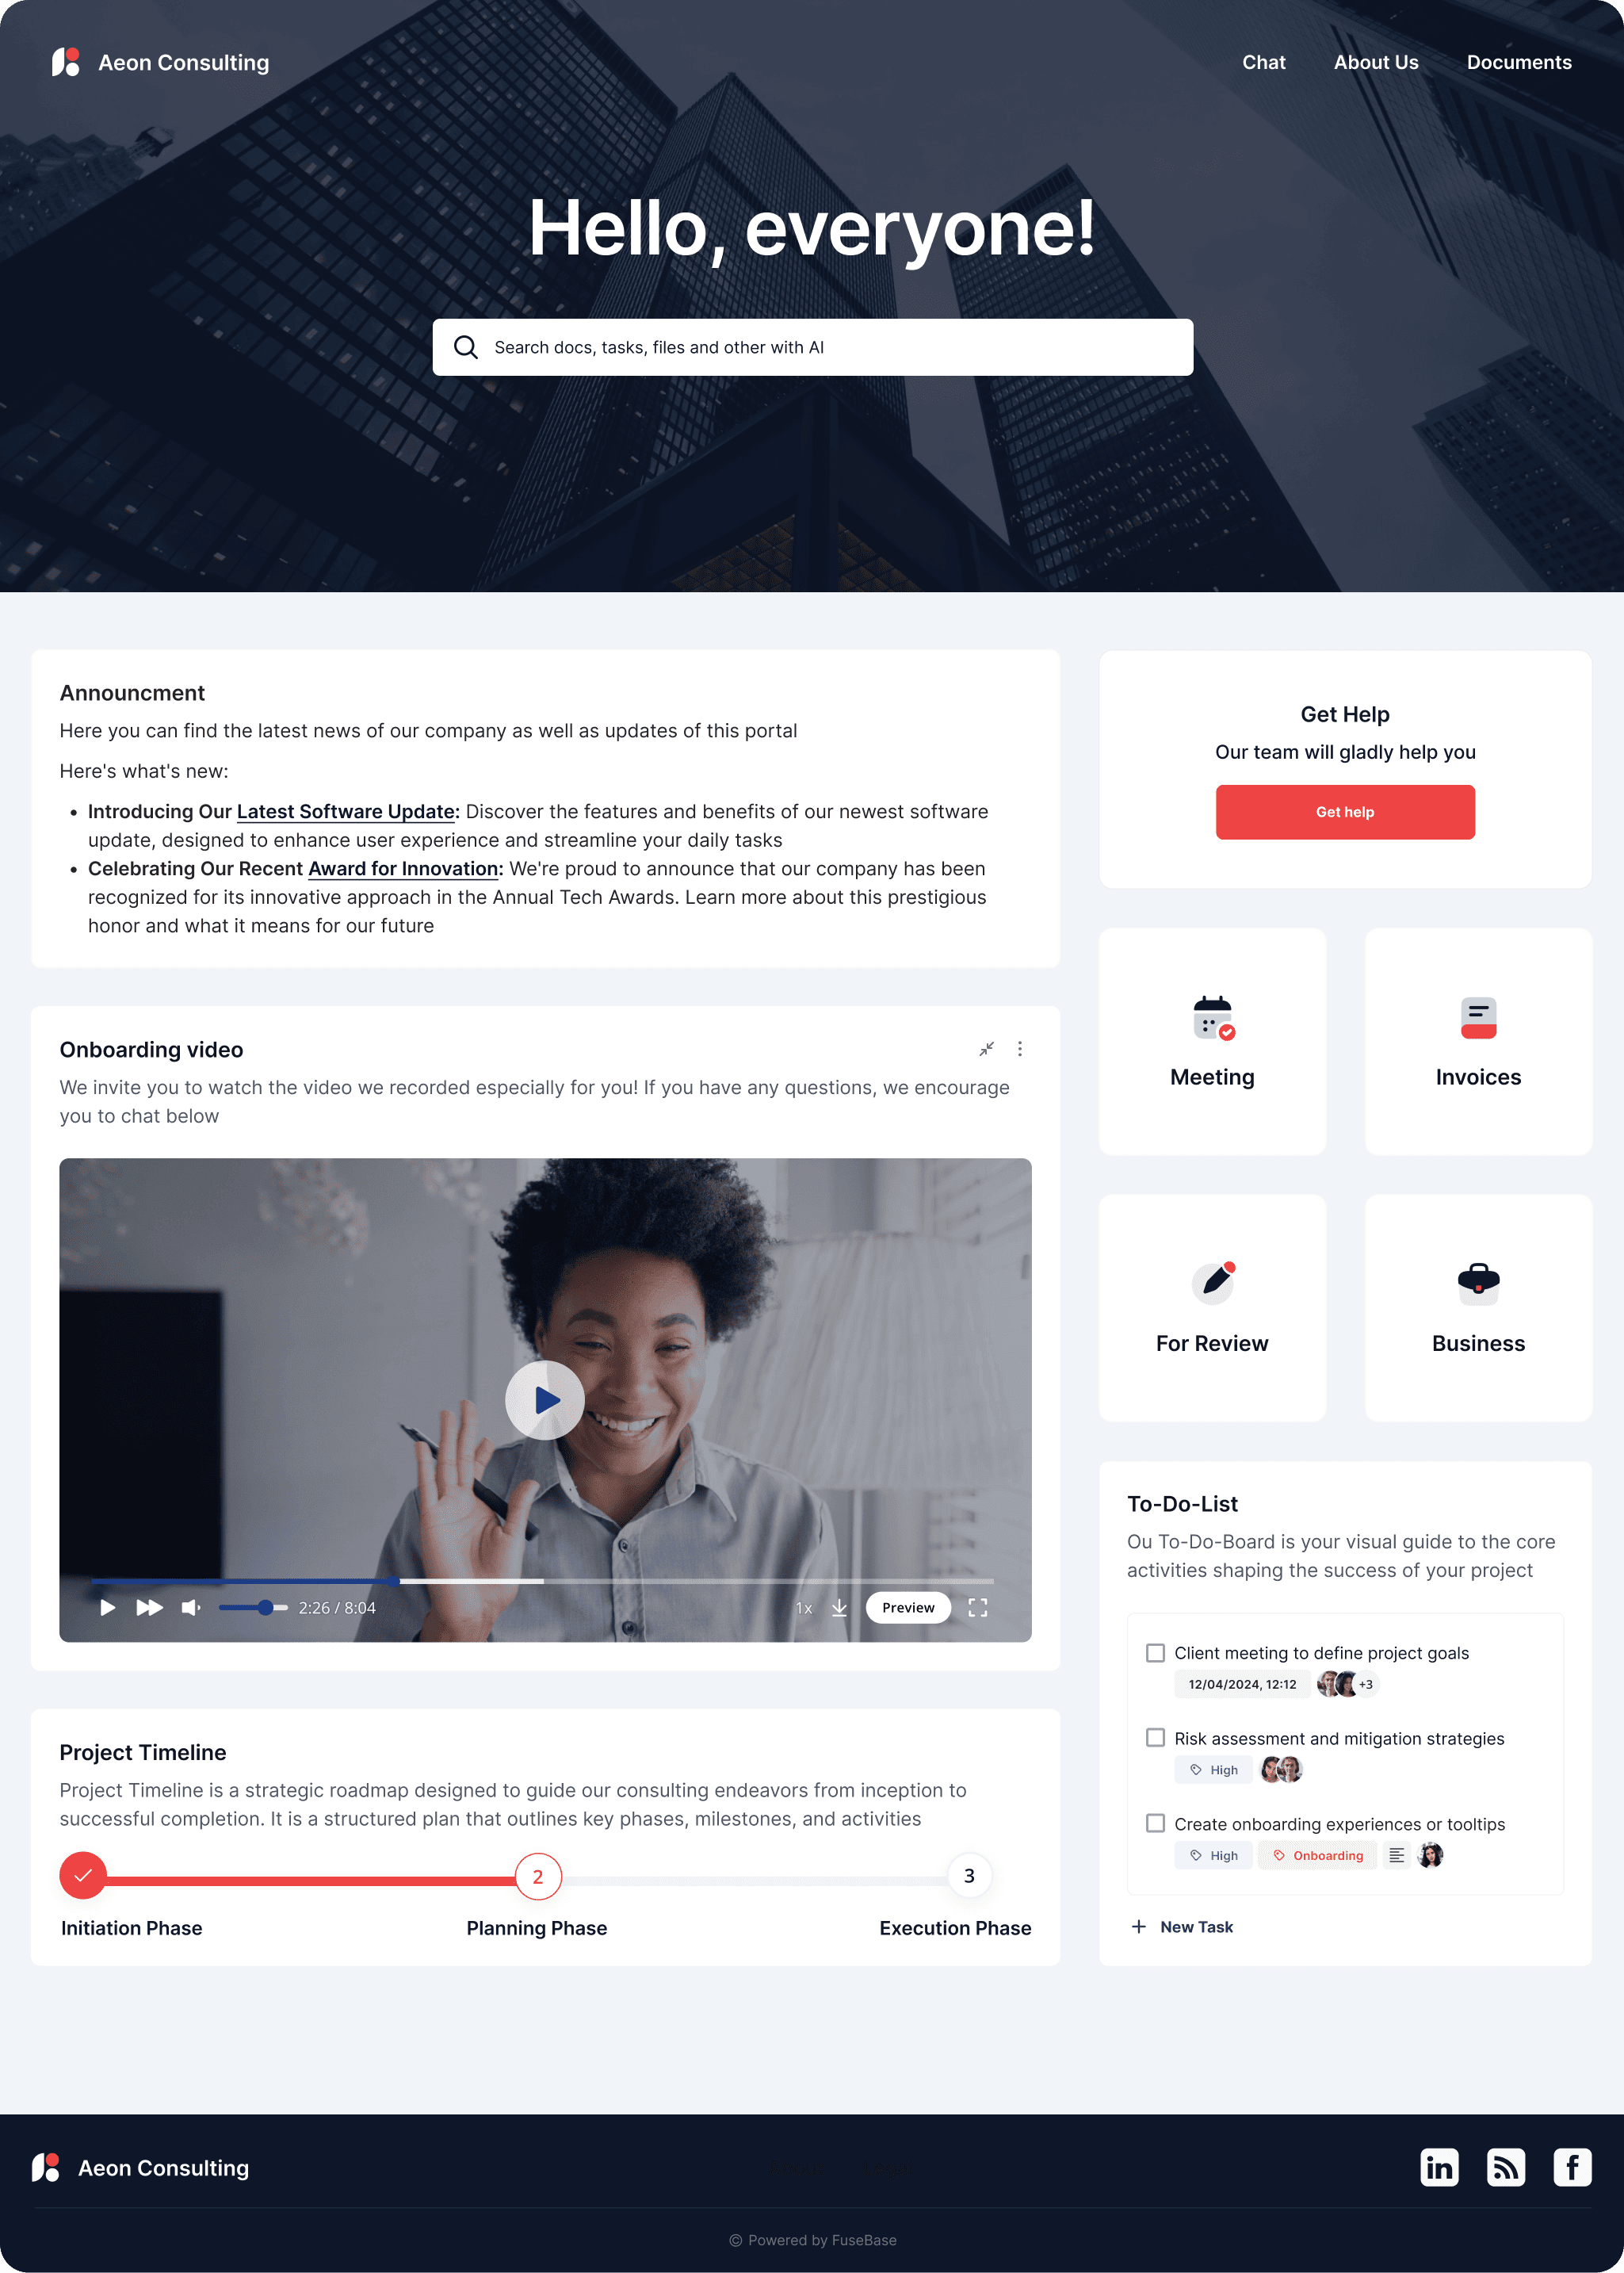 Aeon Consulting
Chat
About Us
Documents
Hello, everyone!
Search docs, tasks, files and other with AI
Announcment
Here you can find the latest news of our company as well as updates of this portal
Here's what's new:
• Introducing Our Latest Software Update: Discover the features and benefits of our newest software
update, designed to enhance user experience and streamline your daily tasks
• Celebrating Our Recent Award for Innovation: We're proud to announce that our company has been
recognized for its innovative approach in the Annual Tech Awards. Learn more about this prestigious
honor and what it means for our future
Onboarding video
We invite you to watch the video we recorded especially for you! If you have any questions, we encourage
you to chat below
2:26 / 8:04
1x
Preview
Project Timeline
Project Timeline is a strategic roadmap designed to guide our consulting endeavors from inception to
successful completion. It is a structured plan that outlines key phases, milestones, and activities
2
3
Initiation Phase
Planning Phase
Execution Phase
Get Help
Our team will gladly help you
Get help
Meeting
Invoices
For Review
Business
To-Do-List
Ou To-Do-Board is your visual guide to the core
activities shaping the success of your project
Client meeting to define project goals
12/04/2024, 12:12
+3
Risk assessment and mitigation strategies
High
Create onboarding experiences or tooltips
High
Onboarding
+ New Task
Aeon Consulting
in
f
© Powered by FuseBase